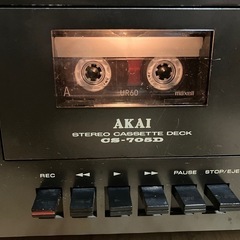 A UR60 maxell
AKAI
STEREO CASSETTE DECK
CS-705D
REC ◀◀ ▶ ▶▶ PAUSE STOP/EJE